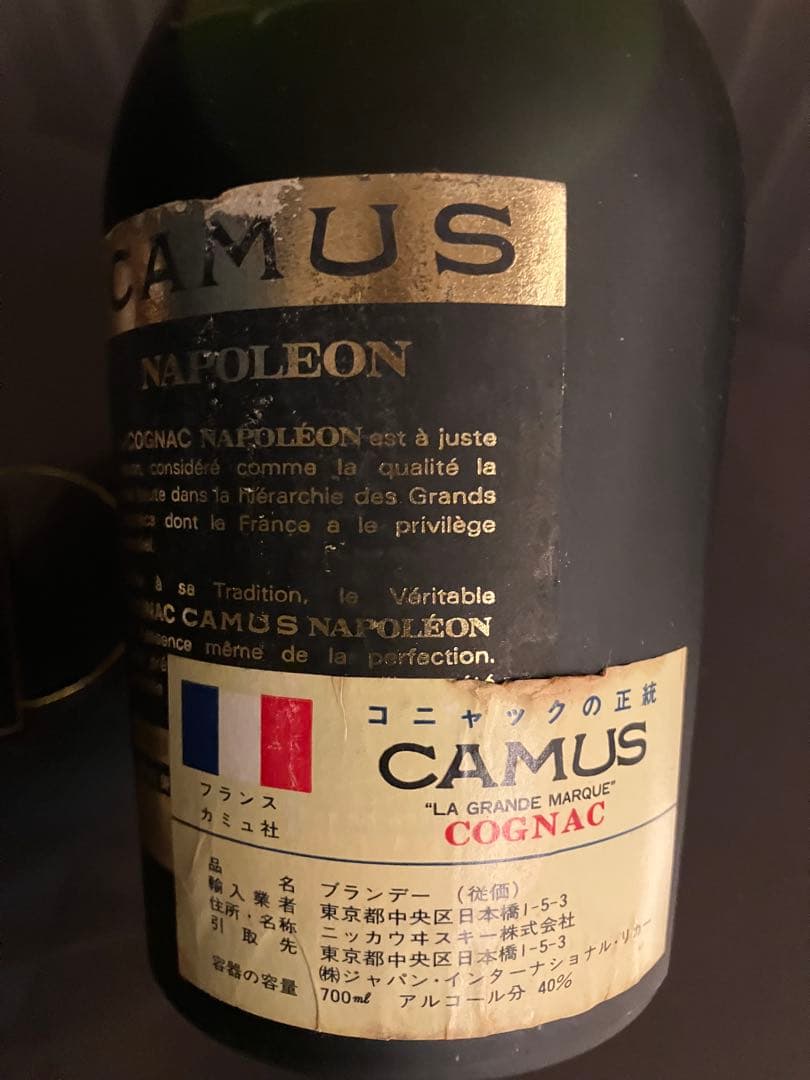 CAMUS
NAPOLEON
COGNAC NAPOLÉON est à juste
considéré comme la qualité la
haute dans la hiérarchie des Grands
dont la France a le privilège
à sa Tradition, le Véritable
CAMUS NAPOLÉON
même de la perfection.
コニャックの正統
CAMUS
"LA GRANDE MARQUE"
COGNAC
フランス
カミュ社
品名 ブランデー (従価)
輸入業者 東京都中央区日本橋1-5-3
住所・名称 ニッカウヰスキー株式会社
引取先 東京都中央区日本橋1-5-3
㈱ジャパン・インターナショナル・リカー
容器の容量 700ml アルコール分 40%